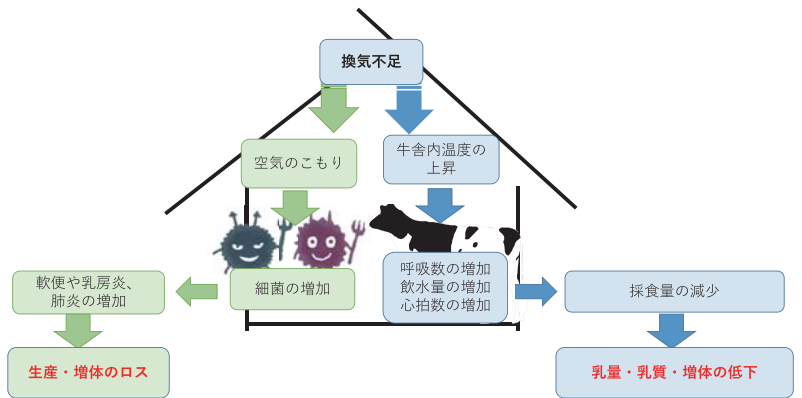 換気不足
空気のこもり
牛舎内温度の
上昇
細菌の増加
呼吸数の増加
飲水量の増加
心拍数の増加
軟便や乳房炎、
肺炎の増加
採食量の減少
生産・増体のロス
乳量・乳質・増体の低下